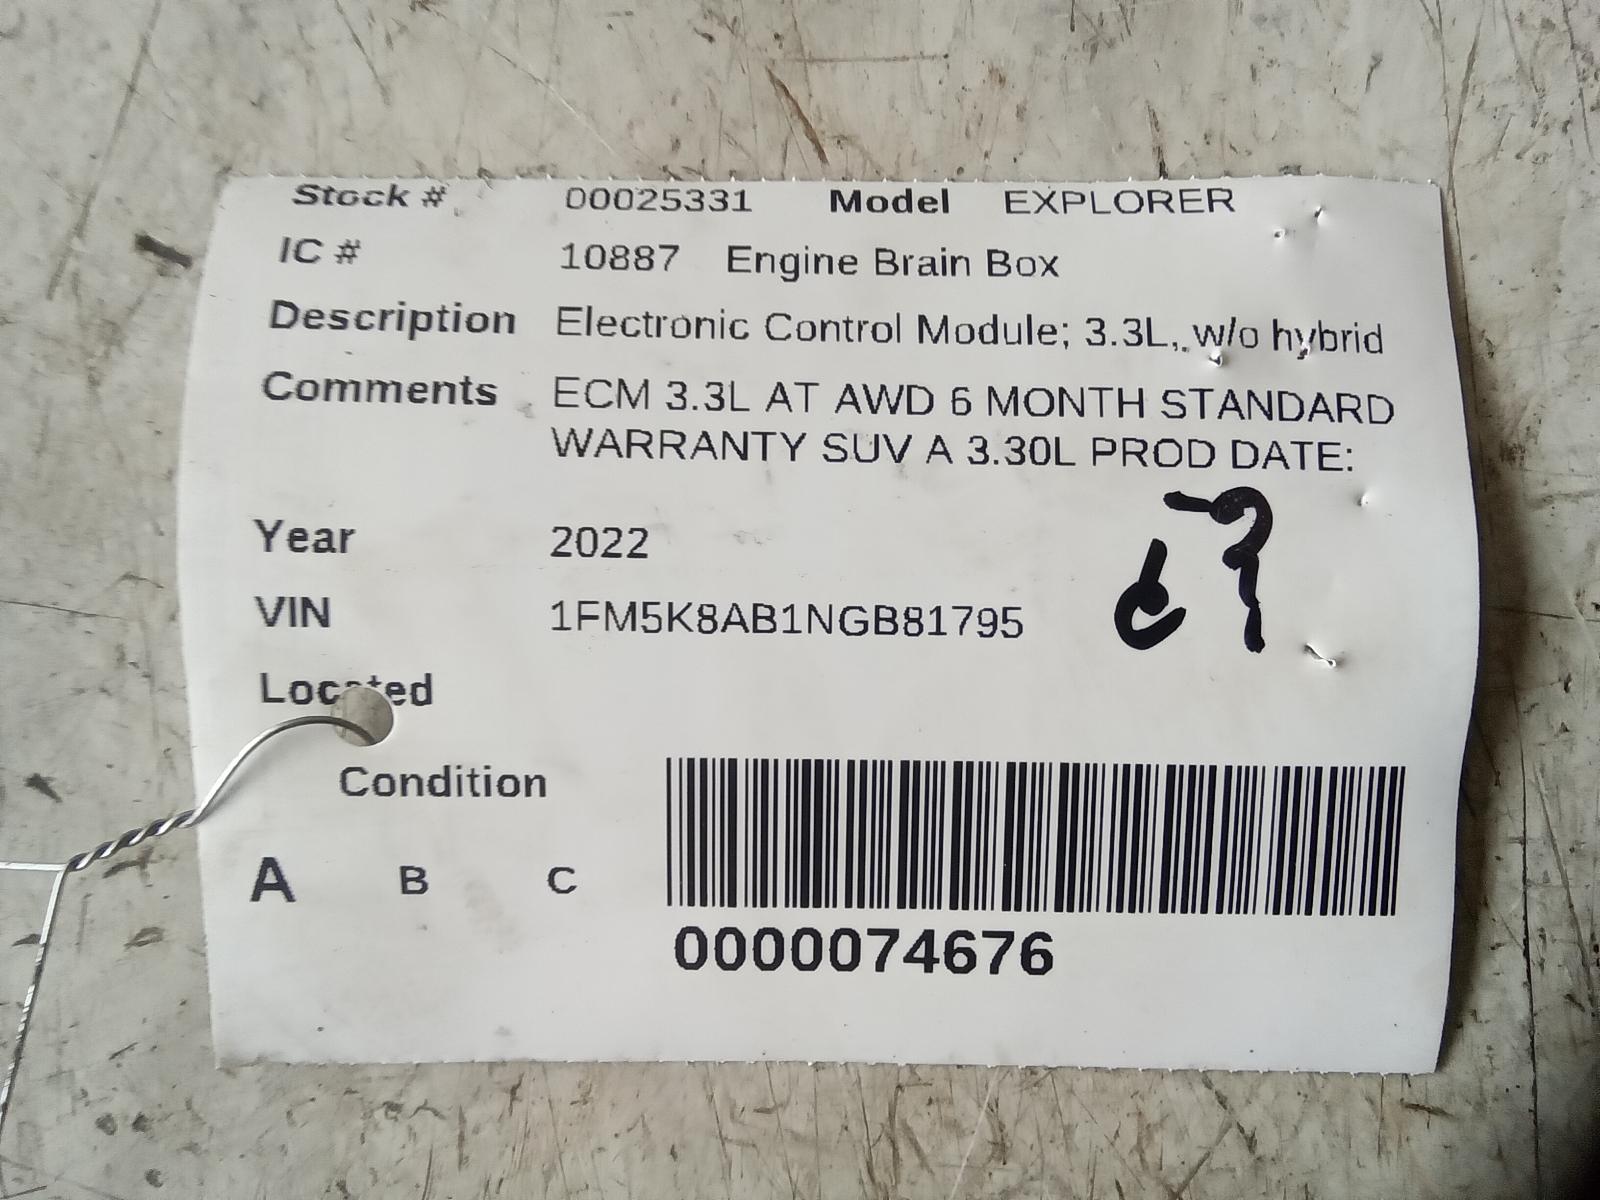 Stock # 00025331 Model EXPLORER
IC # 10887 Engine Brain Box
Description Electronic Control Module; 3.3L, w/o hybrid
Comments ECM 3.3L AT AWD 6 MONTH STANDARD
WARRANTY SUV A 3.30L PROD DATE:
Year 2022
VIN 1FM5K8AB1NGB81795
Located
Condition
A B C
0000074676